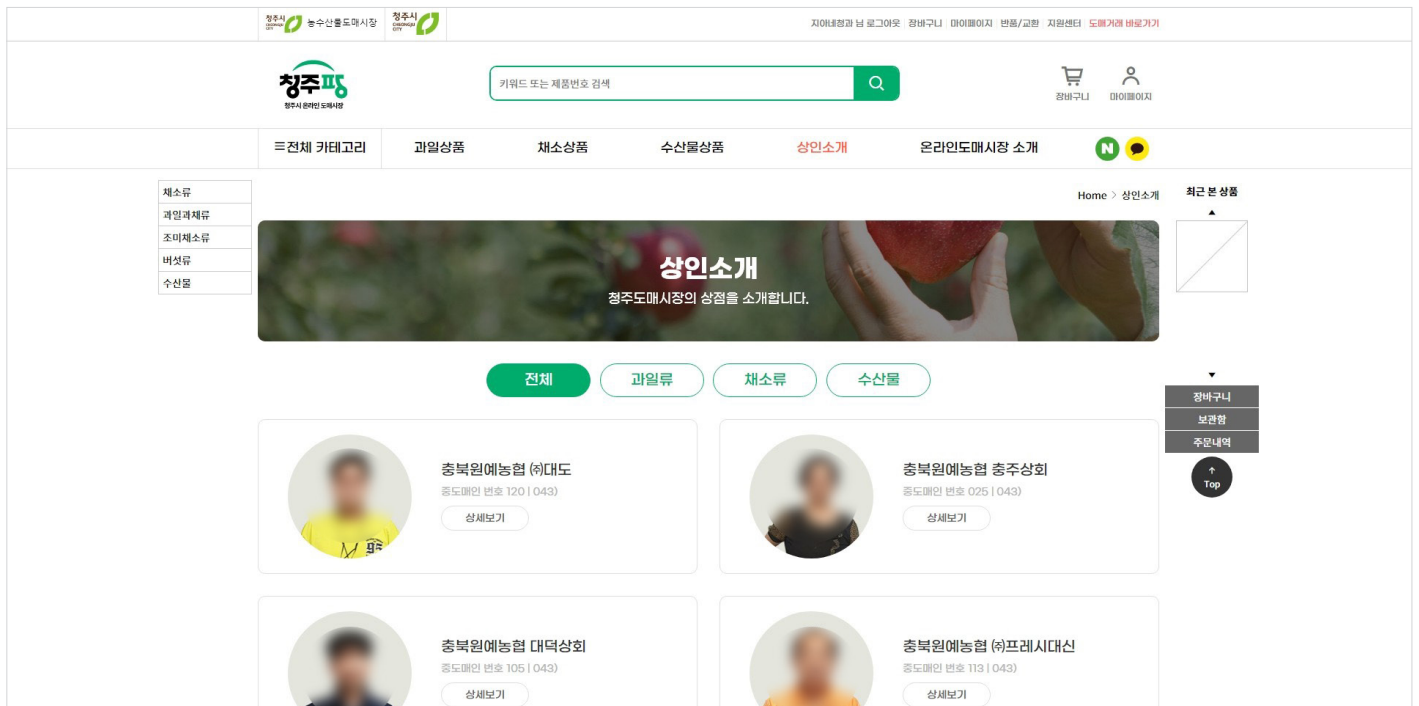 청주시 CHEONGJU CITY 농수산물도매시장 청주시 CHEONGJU CITY
지아네청과 님 로그아웃 장바구니 마이페이지 반품/교환 지원센터 도매거래 바로가기
청주팡
청주시 온라인 도매시장
키워드 또는 제품번호 검색
장바구니 마이페이지
전체 카테고리 과일상품 채소상품 수산물상품 상인소개 온라인도매시장 소개 N
채소류
과일과채류
조미채소류
버섯류
수산물
Home > 상인소개
최근 본 상품
상인소개
청주도매시장의 상점을 소개합니다.
전체 과일류 채소류 수산물
장바구니
보관함
주문내역
Top
충북원예농협 ㈜대도
중도매인 번호 120 | 043)
상세보기
충북원예농협 충주상회
중도매인 번호 025 | 043)
상세보기
충북원예농협 대덕상회
중도매인 번호 105 | 043)
상세보기
충북원예농협 ㈜프레시대신
중도매인 번호 113 | 043)
상세보기